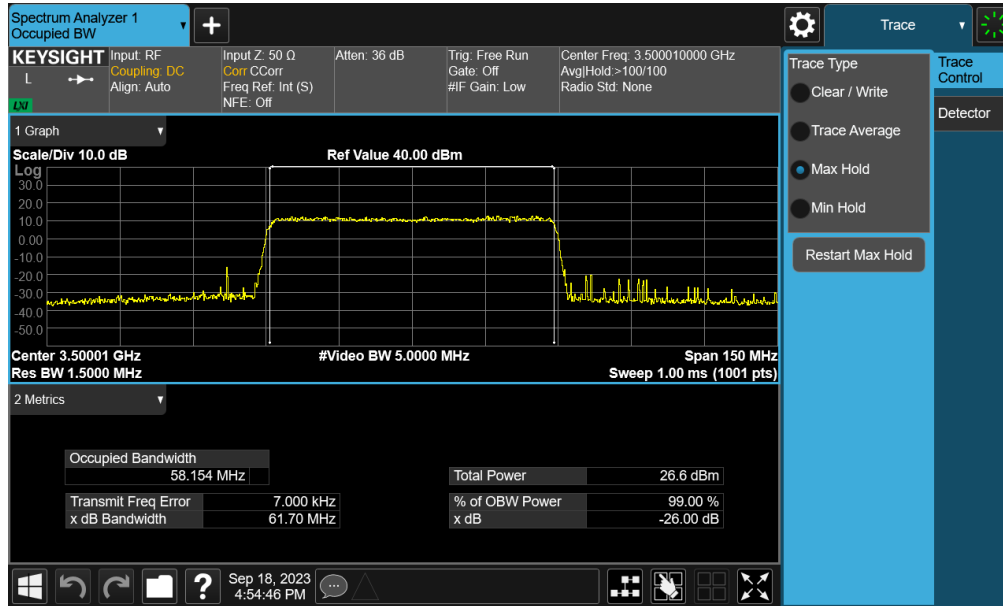 Spectrum Analyzer 1
Occupied BW
+
Trace
KEYSIGHT
L
LXI
Input: RF
Coupling: DC
Align: Auto
Input Z: 50 Ω
Corr CCorr
Freq Ref: Int (S)
NFE: Off
Atten: 36 dB
Trig: Free Run
Gate: Off
#IF Gain: Low
Center Freq: 3.500010000 GHz
Avg|Hold:>100/100
Radio Std: None
Trace Type
Clear / Write
Trace Average
Max Hold
Min Hold
Restart Max Hold
Trace
Control
Detector
1 Graph
Scale/Div 10.0 dB
Ref Value 40.00 dBm
Log
30.0
20.0
10.0
0.00
-10.0
-20.0
-30.0
-40.0
-50.0
Center 3.50001 GHz
#Video BW 5.0000 MHz
Span 150 MHz
Res BW 1.5000 MHz
Sweep 1.00 ms (1001 pts)
2 Metrics
Occupied Bandwidth
58.154 MHz
Total Power 26.6 dBm
Transmit Freq Error 7.000 kHz
% of OBW Power 99.00 %
x dB Bandwidth 61.70 MHz
x dB -26.00 dB
?
Sep 18, 2023
4:54:46 PM